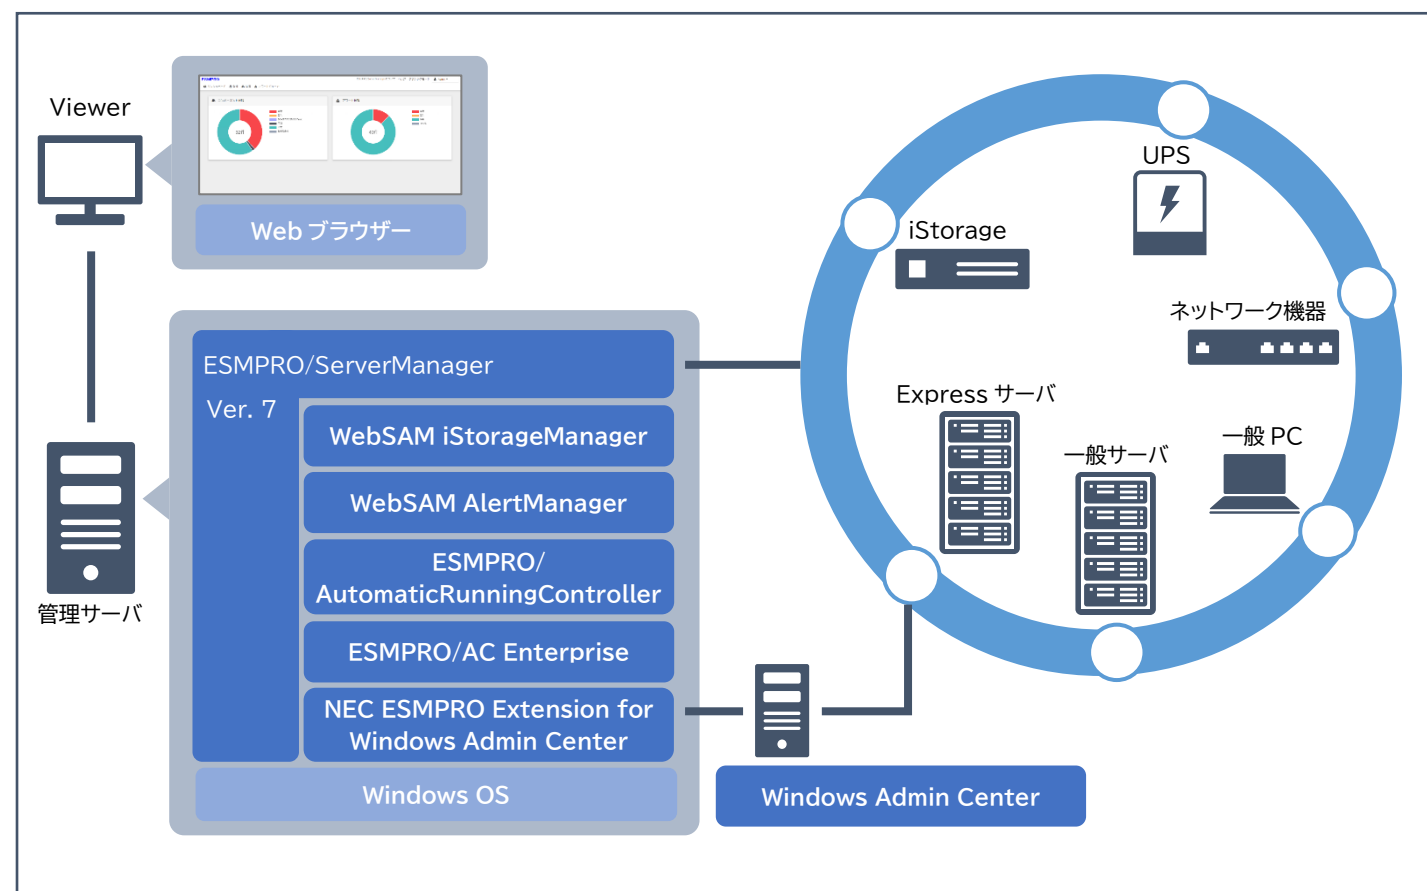 Viewer
ESMPRO
Web ブラウザー
管理サーバ
ESMPRO/ServerManager
Ver. 7
WebSAM iStorageManager
WebSAM AlertManager
ESMPRO/
AutomaticRunningController
ESMPRO/AC Enterprise
NEC ESMPRO Extension for
Windows Admin Center
Windows OS
Windows Admin Center
UPS
iStorage
ネットワーク機器
Express サーバ
一般サーバ
一般 PC